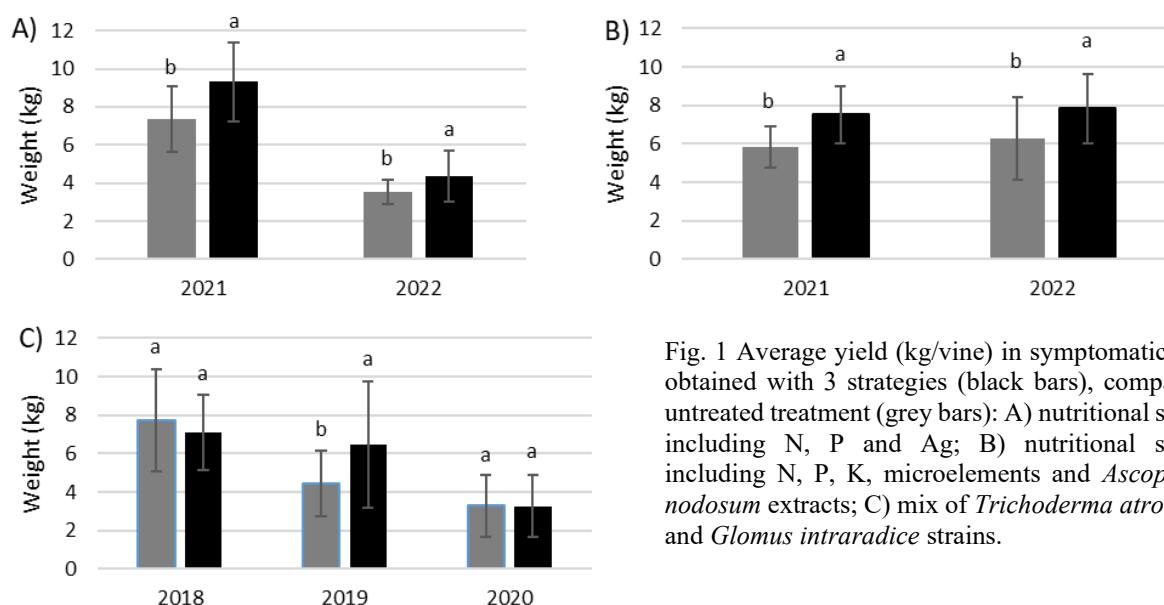 A)
12
10
8
6
4
2
0
Weight (kg)
b a b a
2021 2022
B)
12
10
8
6
4
2
0
Weight (kg)
b a b a
2021 2022
C)
12
10
8
6
4
2
0
Weight (kg)
a a b a a a
2018 2019 2020
Fig. 1 Average yield (kg/vine) in symptomatic
obtained with 3 strategies (black bars), compa
untreated treatment (grey bars): A) nutritional s
including N, P and Ag; B) nutritional s
including N, P, K, microelements and Ascop
nodosum extracts; C) mix of Trichoderma atro
and Glomus intraradice strains.